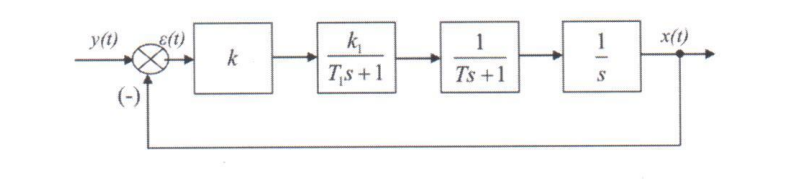 y(t)
ε(t)
k
k₁
T₁s+1
1
Ts+1
1
s
x(t)
(-)